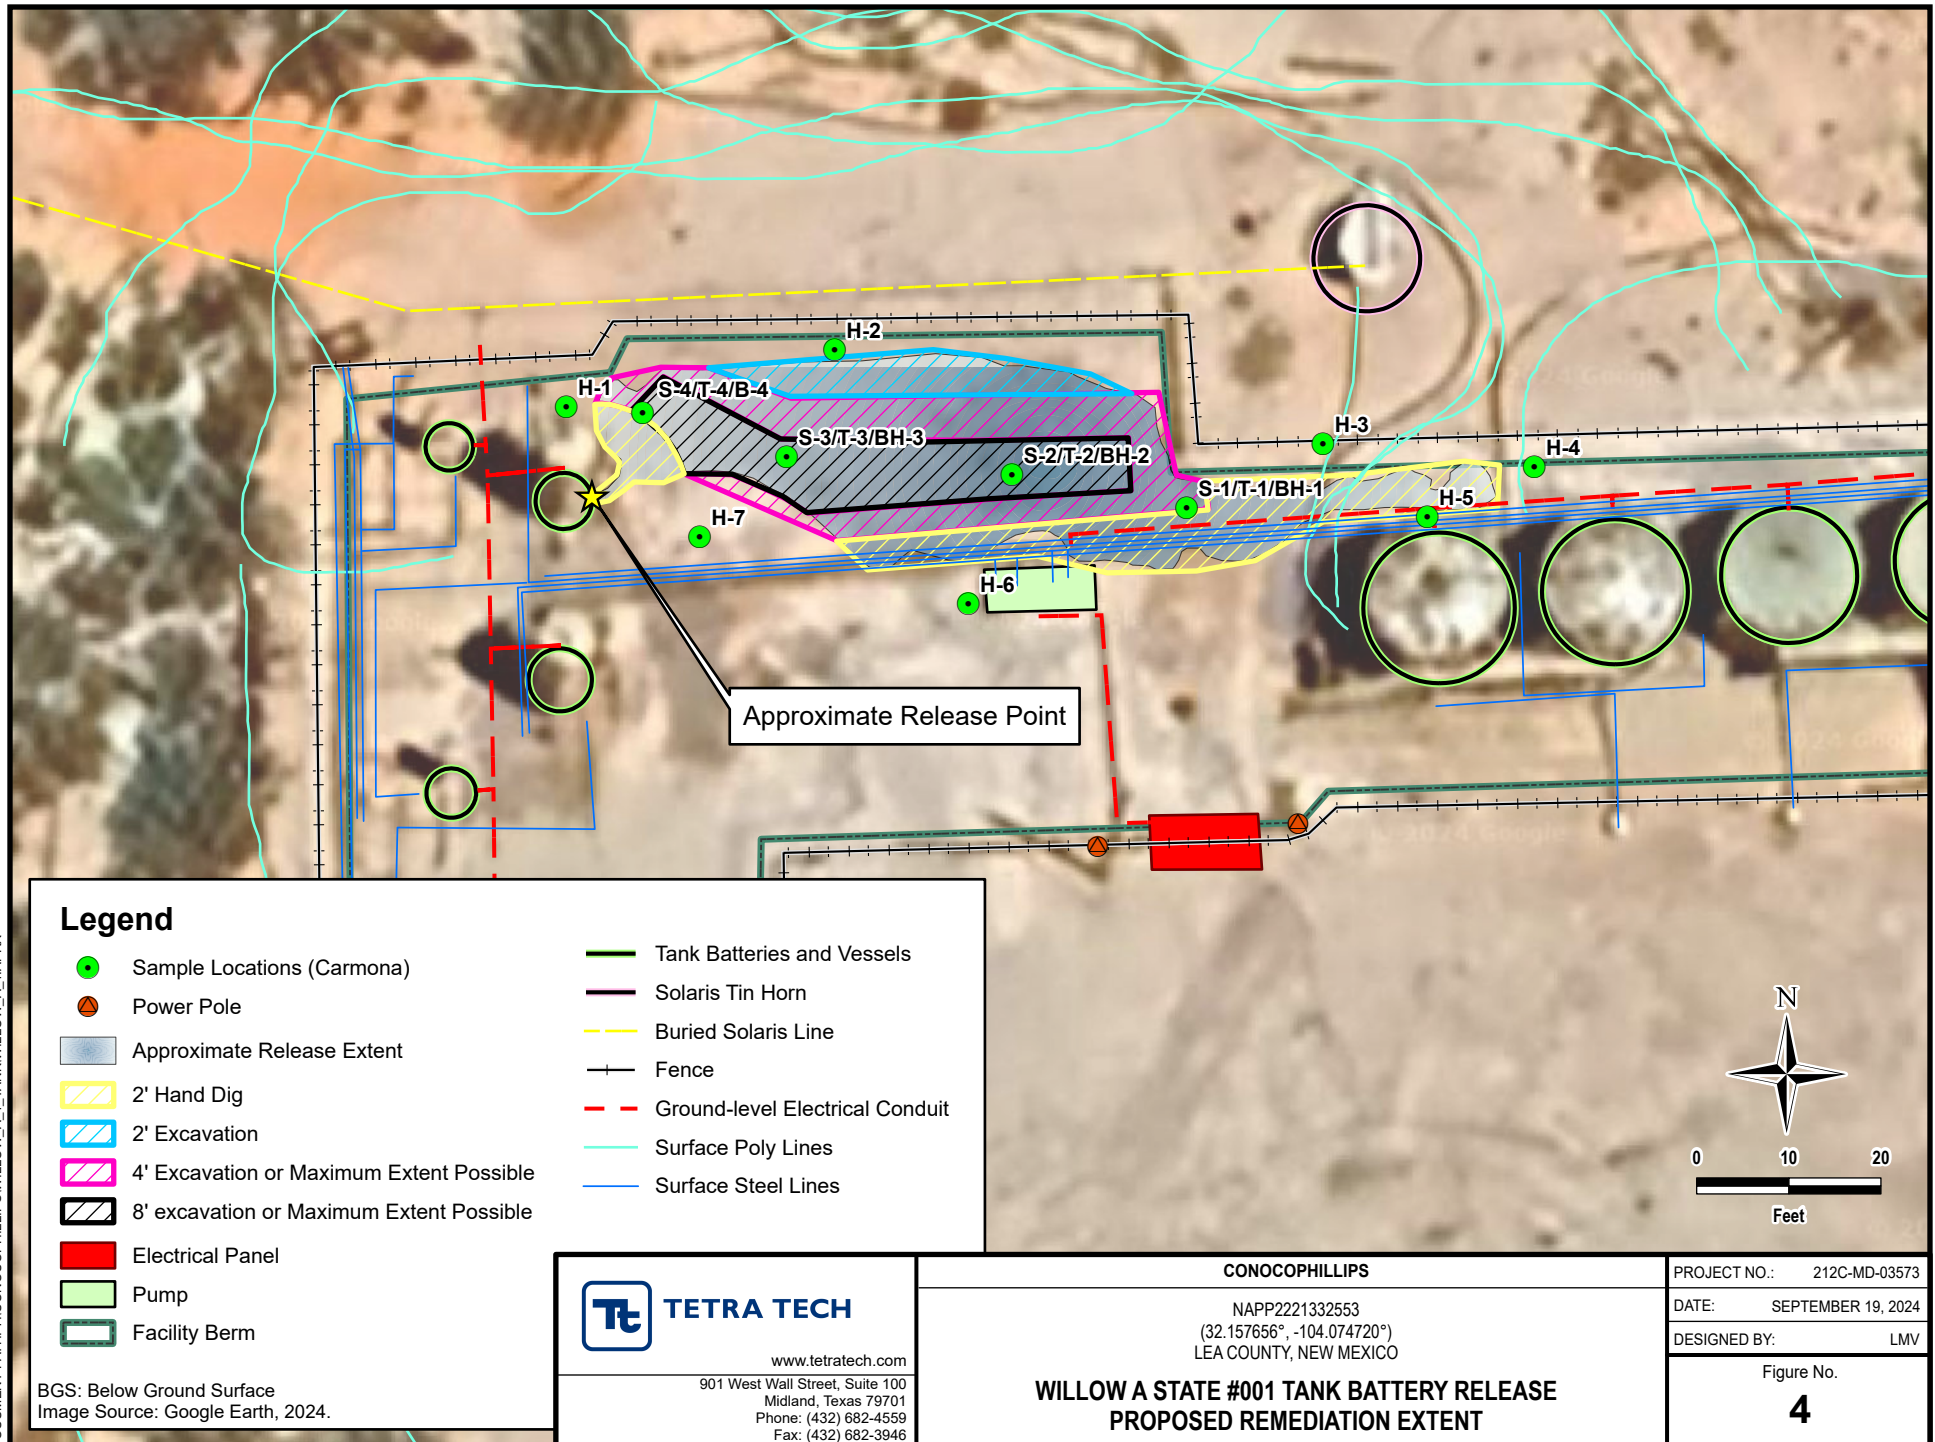 H-2
H-1
S-4/T-4/B-4
S-3/T-3/BH-3
H-3
S-2/T-2/BH-2
H-4
S-1/T-1/BH-1
H-5
H-7
H-6
Approximate Release Point
Legend
Sample Locations (Carmona)
Power Pole
Approximate Release Extent
2' Hand Dig
2' Excavation
4' Excavation or Maximum Extent Possible
8' excavation or Maximum Extent Possible
Electrical Panel
Pump
Facility Berm
Tank Batteries and Vessels
Solaris Tin Horn
Buried Solaris Line
Fence
Ground-level Electrical Conduit
Surface Poly Lines
Surface Steel Lines
BGS: Below Ground Surface
Image Source: Google Earth, 2024.
N
0 10 20
Feet
Tt TETRA TECH
www.tetratech.com
901 West Wall Street, Suite 100
Midland, Texas 79701
Phone: (432) 682-4559
Fax: (432) 682-3946
CONOCOPHILLIPS
NAPP2221332553
(32.157656°, -104.074720°)
LEA COUNTY, NEW MEXICO
WILLOW A STATE #001 TANK BATTERY RELEASE
PROPOSED REMEDIATION EXTENT
PROJECT NO.: 212C-MD-03573
DATE: SEPTEMBER 19, 2024
DESIGNED BY: LMV
Figure No.
4